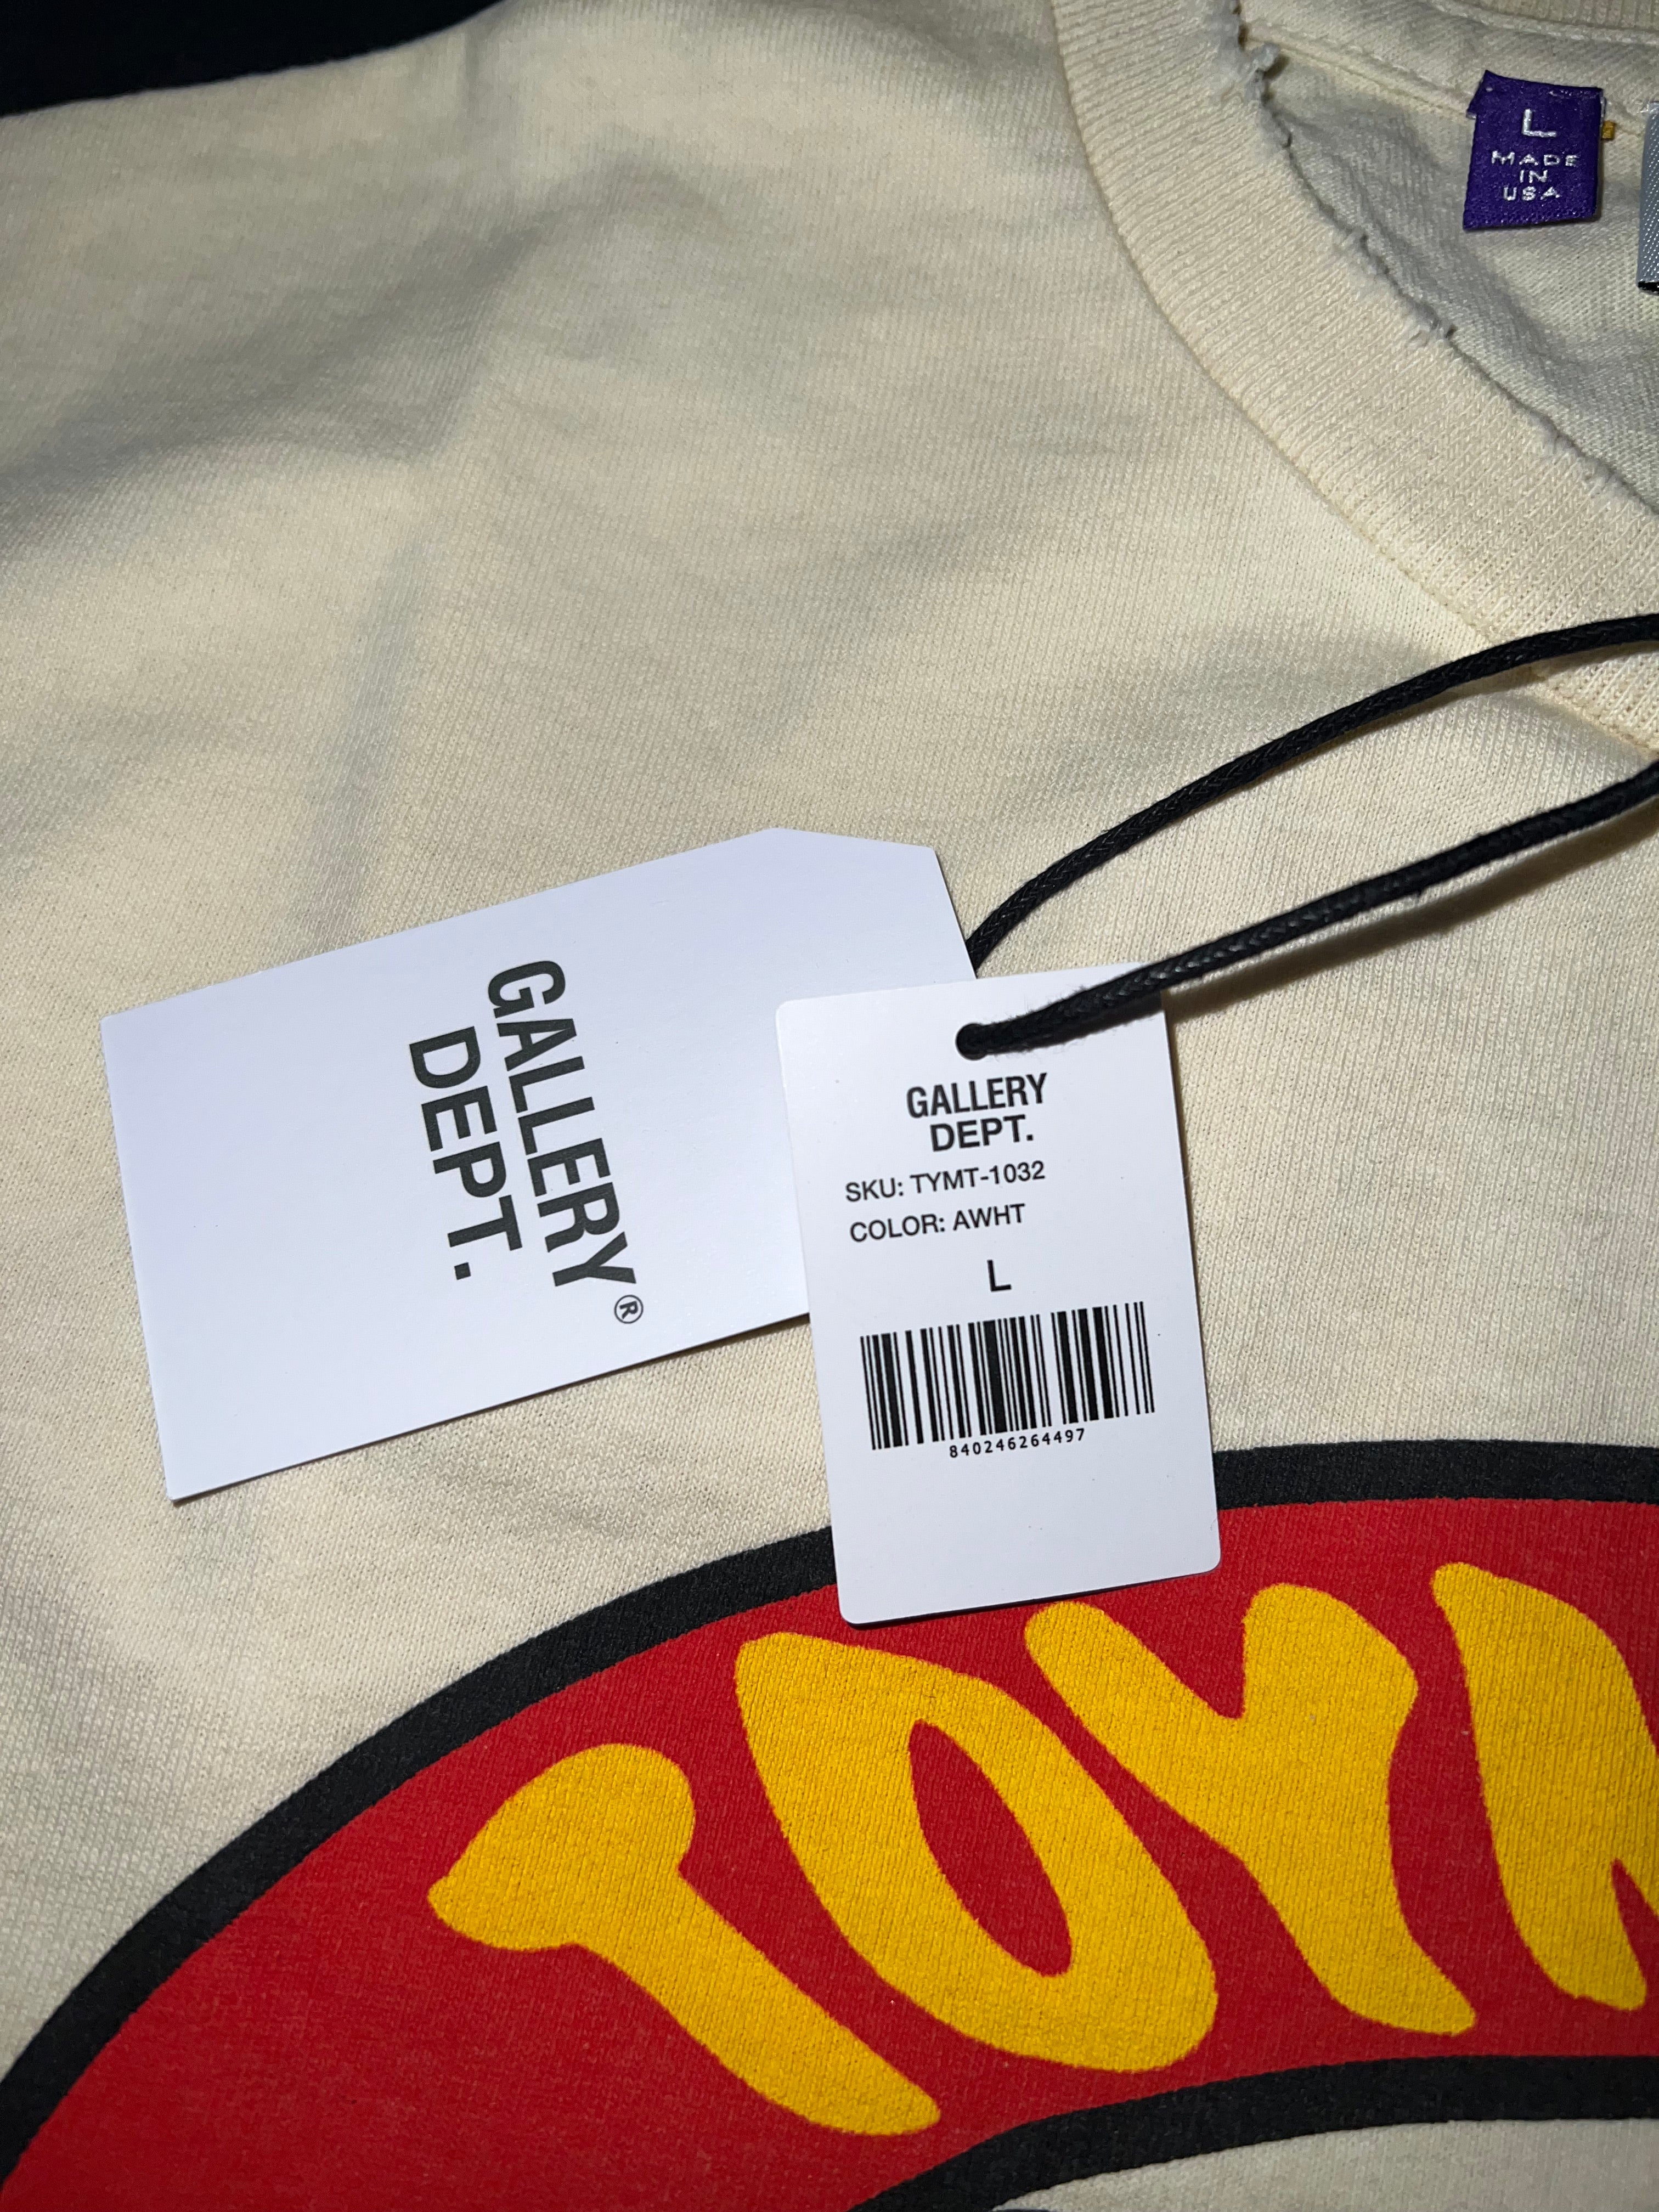 L
MADE
IN
USA
GALLERY
DEPT.
®
GALLERY
DEPT.
SKU: TYMT-1032
COLOR: AWHT
L
840246264497